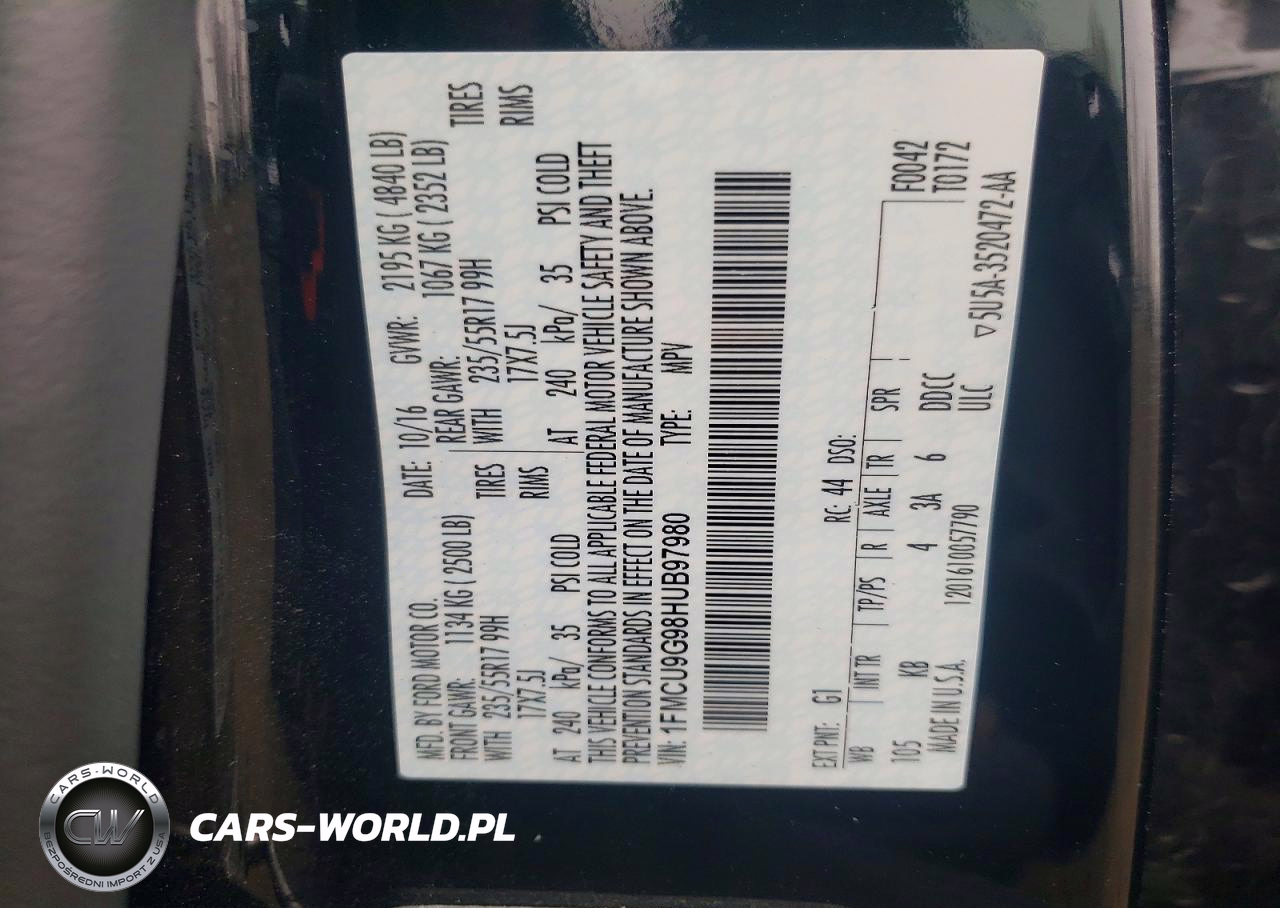 MFD. BY FORD MOTOR CO. DATE: 10/16 GVWR: 2195 KG ( 4840 LB)
FRONT GAWR: 1134 KG ( 2500 LB) REAR GAWR: 1067 KG ( 2352 LB)
WITH 235/55R17 99H TIRES WITH 235/55R17 99H TIRES
17X7.5J RIMS 17X7.5J RIMS
AT 240 kPa/ 35 PSI COLD AT 240 kPa/ 35 PSI COLD
THIS VEHICLE CONFORMS TO ALL APPLICABLE FEDERAL MOTOR VEHICLE SAFETY AND THEFT
PREVENTION STANDARDS IN EFFECT ON THE DATE OF MANUFACTURE SHOWN ABOVE.
VIN: 1FMCU9G98HUB97980 TYPE: MPV
EXT PNT: G1 RC: 44 DSO:
WB INT TR TP/PS R AXLE TR SPR F0042
T0172
105 KB 4 3A 6 DDCC
MADE IN U.S.A. 1201610057790 ULC ▽5U5A-3520472-AA
CARS-WORLD
CW
BEZPOŚREDNI IMPORT Z USA
CARS-WORLD.PL